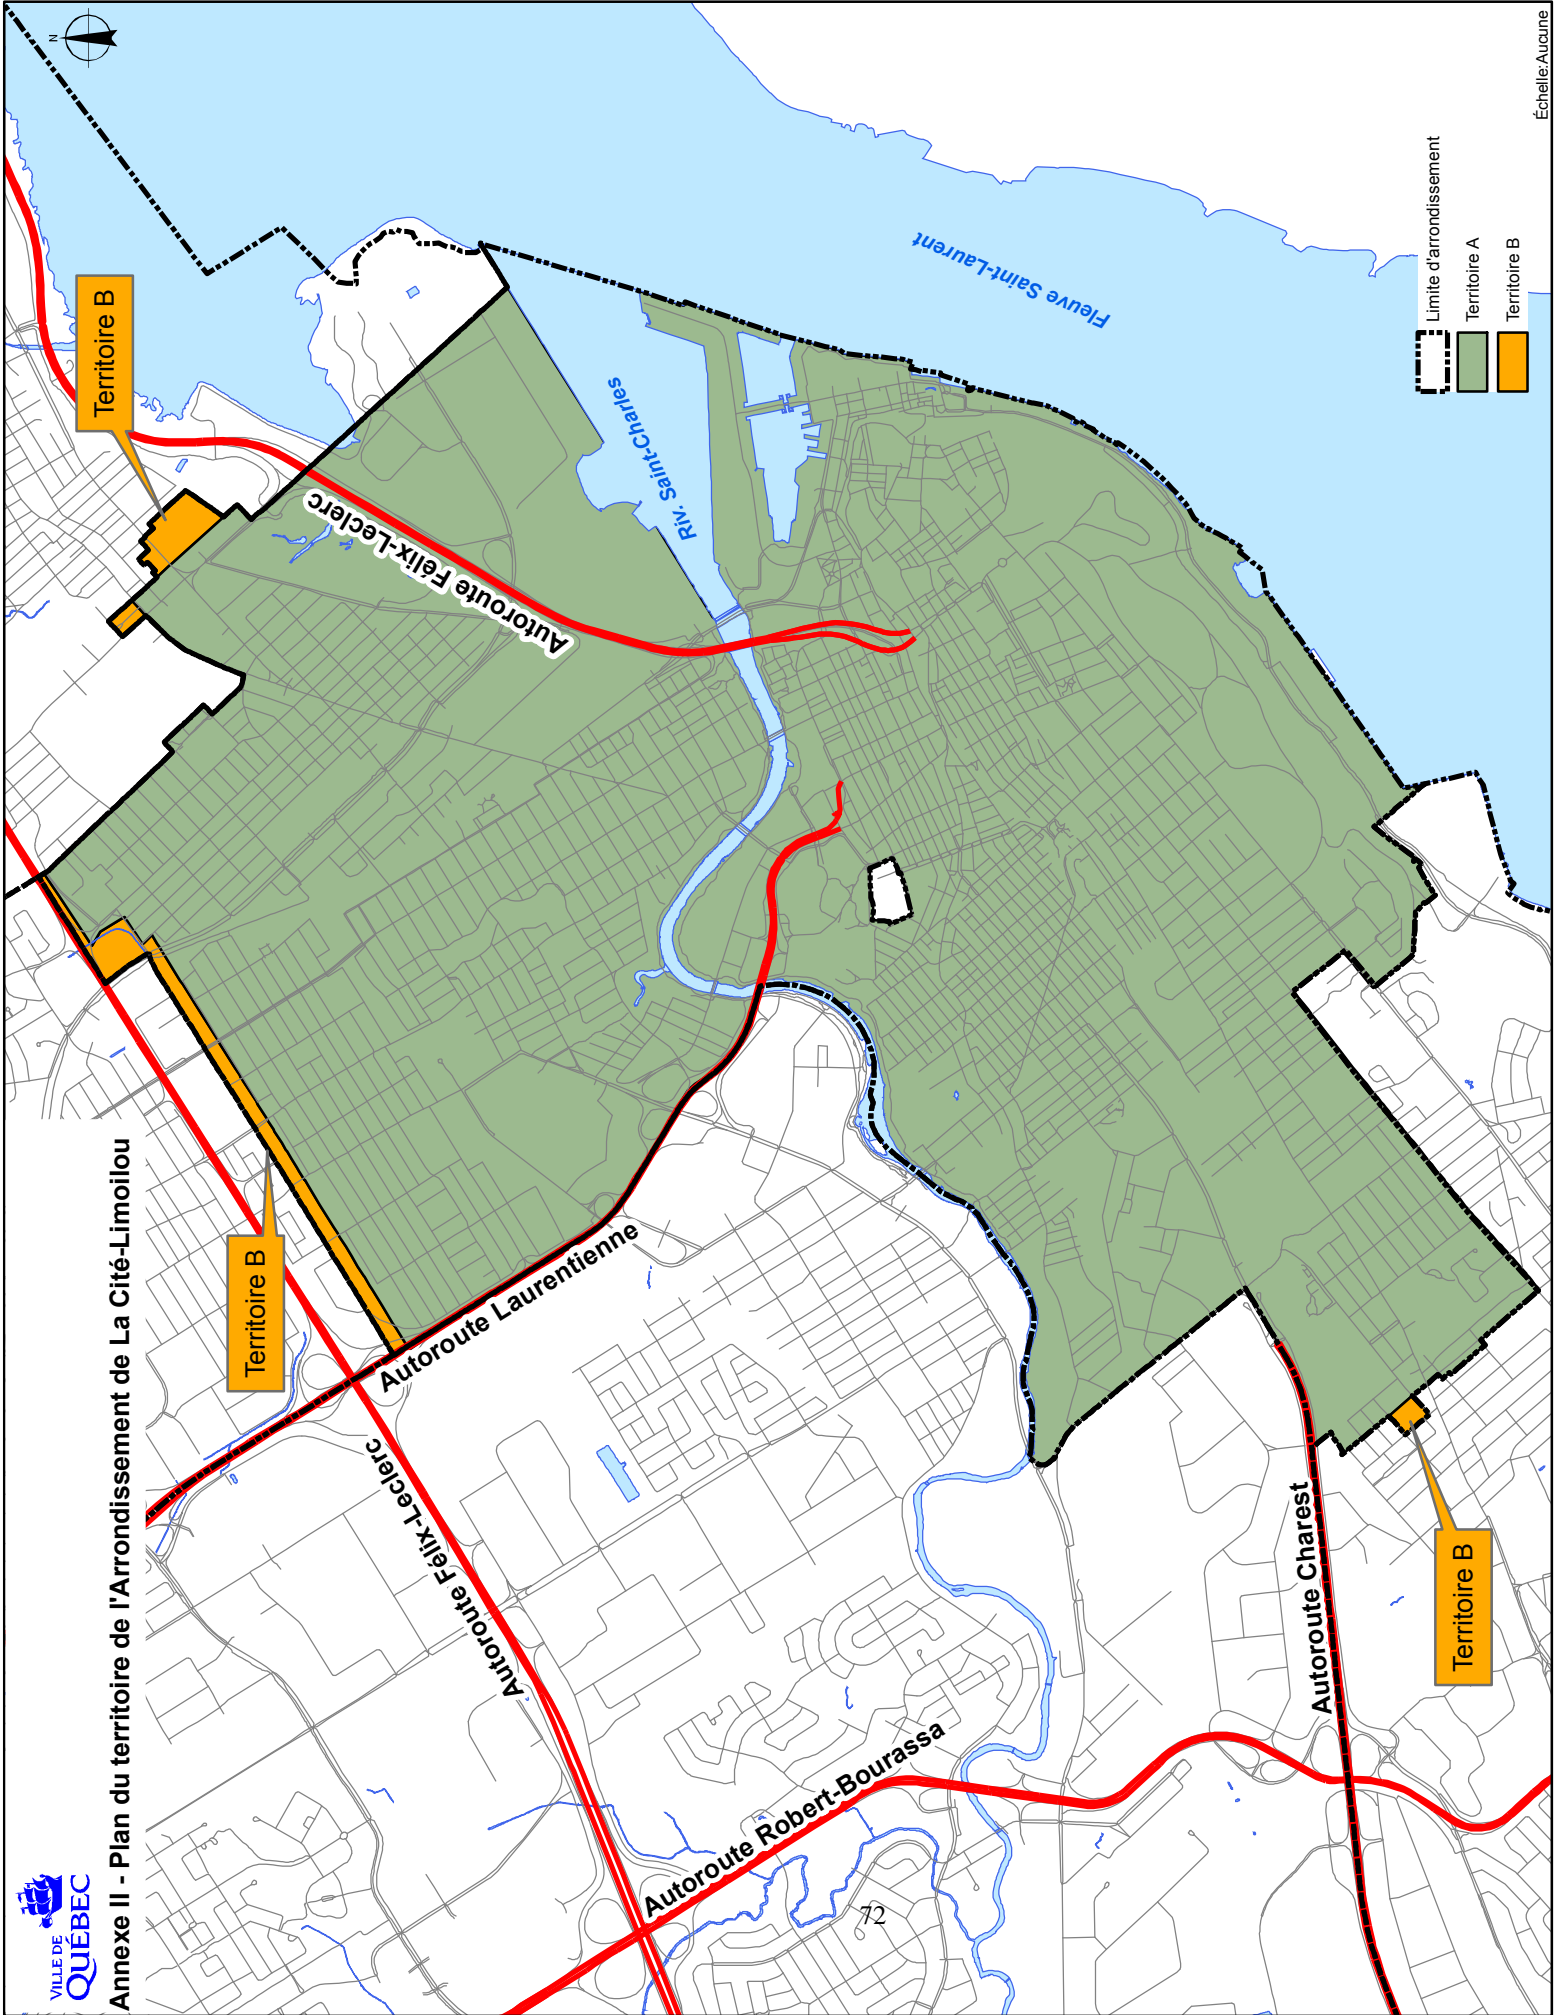 VILLE DE
QUÉBEC
Annexe II - Plan du territoire de l'Arrondissement de La Cité-Limoilou
N
Territoire B
Territoire B
Autoroute Félix-Leclerc
Autoroute Laurentienne
Autoroute Félix-Leclerc
Riv. Saint-Charles
Fleuve Saint-Laurent
Autoroute Robert-Bourassa
Autoroute Charest
Territoire B
Limite d'arrondissement
Territoire A
Territoire B
Échelle:Aucune
72